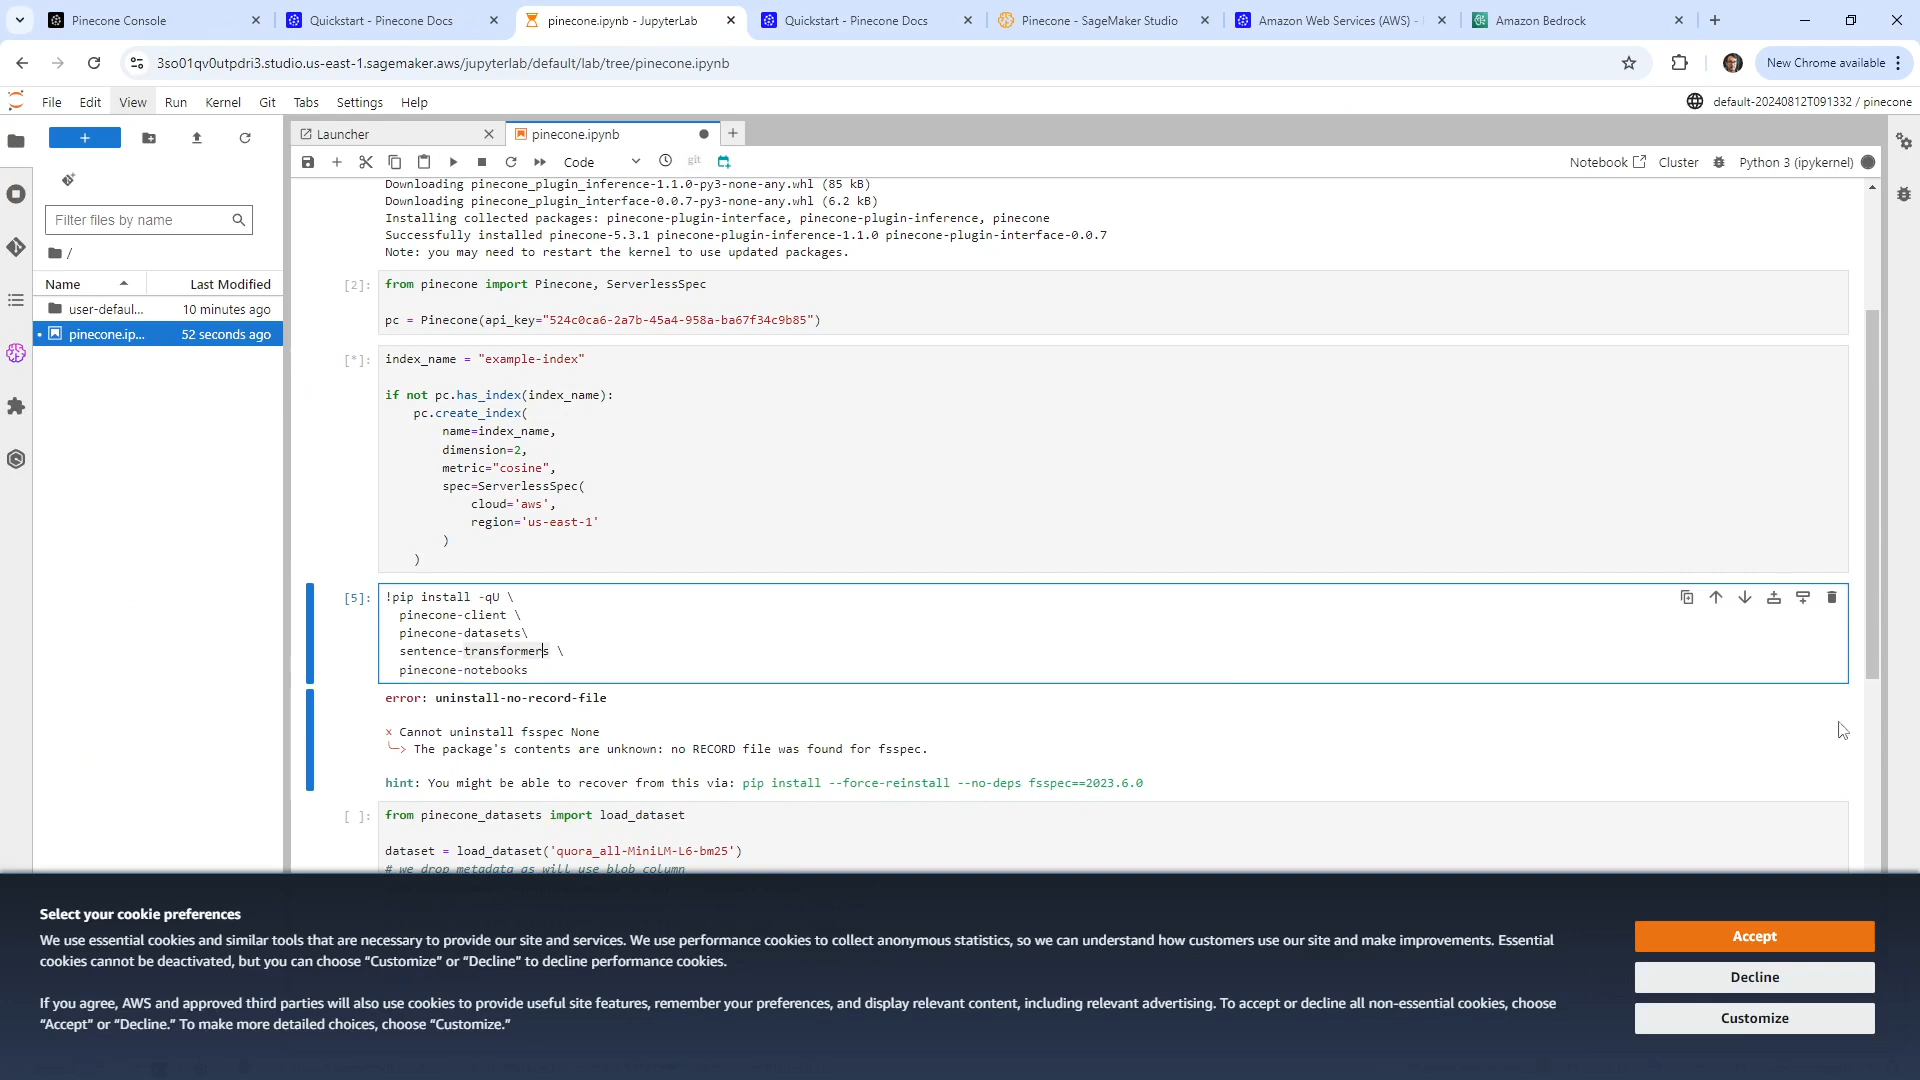 Pinecone Console
Quickstart - Pinecone Docs
pinecone.ipynb - JupyterLab
Quickstart - Pinecone Docs
Pinecone - SageMaker Studio
Amazon Web Services (AWS) -
Amazon Bedrock
3so01qv0utpdri3.studio.us-east-1.sagemaker.aws/jupyterlab/default/lab/tree/pinecone.ipynb
New Chrome available
File Edit View Run Kernel Git Tabs Settings Help
default-20240812T091332 / pinecone
Launcher
pinecone.ipynb
Code
git
Notebook
Cluster
Python 3 (ipykernel)
Filter files by name
/
Name
Last Modified
user-defaul...
10 minutes ago
pinecone.ip...
52 seconds ago
Downloading pinecone_plugin_inference-1.1.0-py3-none-any.whl (85 kB)
Downloading pinecone_plugin_interface-0.0.7-py3-none-any.whl (6.2 kB)
Installing collected packages: pinecone-plugin-interface, pinecone-plugin-inference, pinecone
Successfully installed pinecone-5.3.1 pinecone-plugin-inference-1.1.0 pinecone-plugin-interface-0.0.7
Note: you may need to restart the kernel to use updated packages.
[2]:
from pinecone import Pinecone, ServerlessSpec
pc = Pinecone(api_key="524c0ca6-2a7b-45a4-958a-ba67f34c9b85")
[*]:
index_name = "example-index"
if not pc.has_index(index_name):
pc.create_index(
name=index_name,
dimension=2,
metric="cosine",
spec=ServerlessSpec(
cloud='aws',
region='us-east-1'
)
)
[5]:
!pip install -qU \
pinecone-client \
pinecone-datasets\
sentence-transformers \
pinecone-notebooks
error: uninstall-no-record-file
× Cannot uninstall fsspec None
╰─> The package's contents are unknown: no RECORD file was found for fsspec.
hint: You might be able to recover from this via: pip install --force-reinstall --no-deps fsspec==2023.6.0
[ ]:
from pinecone_datasets import load_dataset
dataset = load_dataset('quora_all-MiniLM-L6-bm25')
# we drop metadata as will use blob column
Select your cookie preferences
We use essential cookies and similar tools that are necessary to provide our site and services. We use performance cookies to collect anonymous statistics, so we can understand how customers use our site and make improvements. Essential
cookies cannot be deactivated, but you can choose “Customize” or “Decline” to decline performance cookies.
If you agree, AWS and approved third parties will also use cookies to provide useful site features, remember your preferences, and display relevant content, including relevant advertising. To accept or decline all non-essential cookies, choose
“Accept” or “Decline.” To make more detailed choices, choose “Customize.”
Accept
Decline
Customize